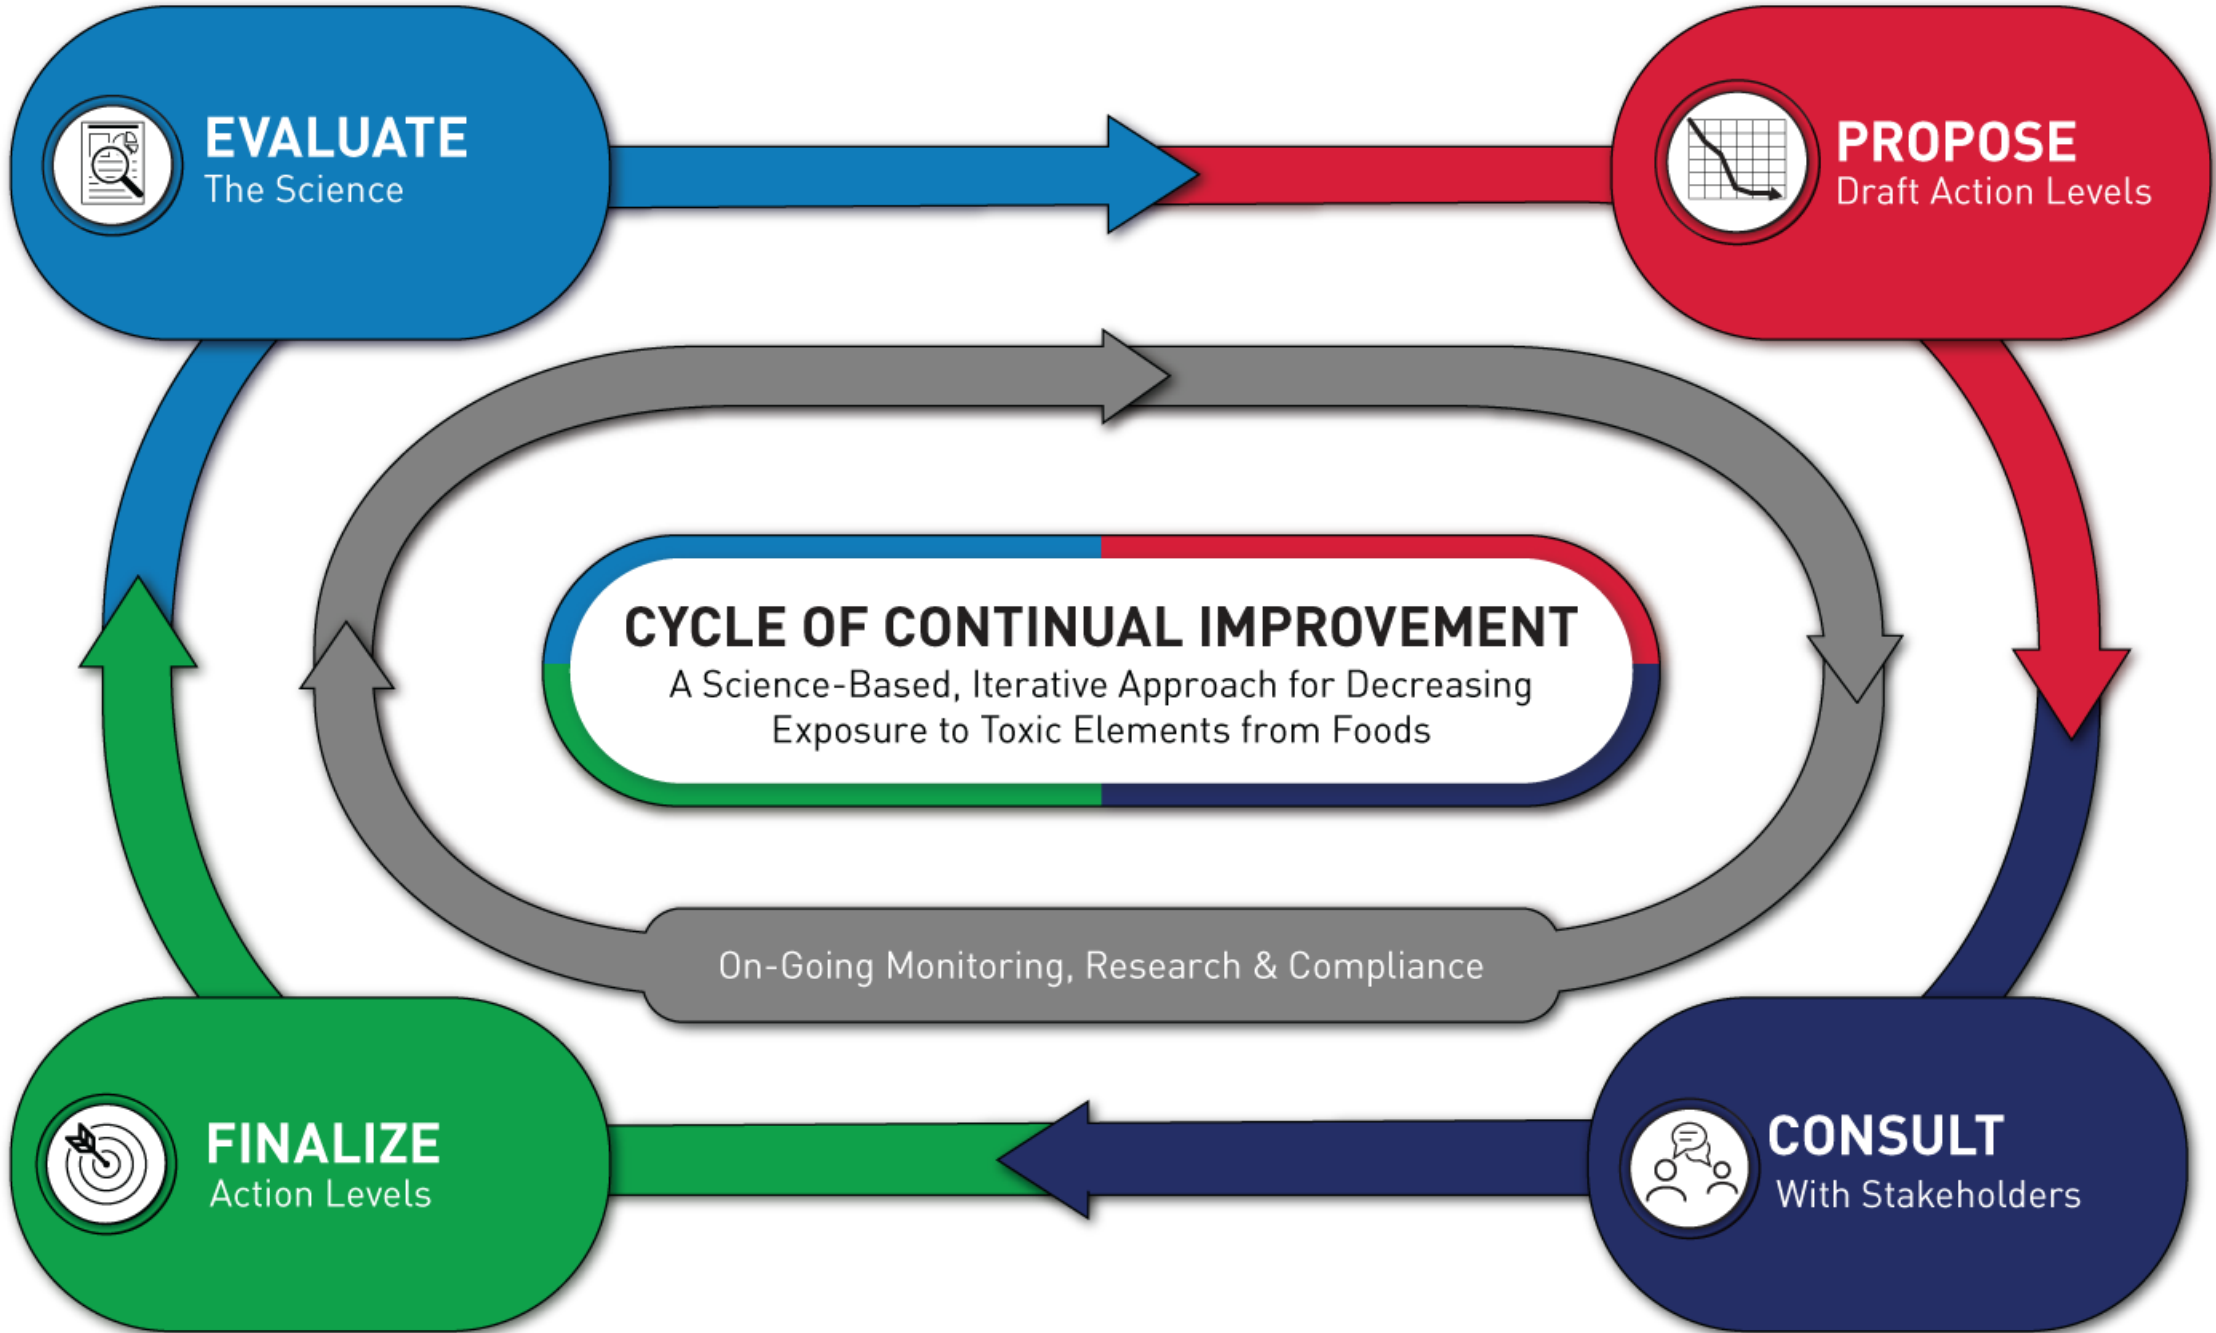 EVALUATE
The Science
PROPOSE
Draft Action Levels
CYCLE OF CONTINUAL IMPROVEMENT
A Science-Based, Iterative Approach for Decreasing
Exposure to Toxic Elements from Foods
On-Going Monitoring, Research & Compliance
FINALIZE
Action Levels
CONSULT
With Stakeholders